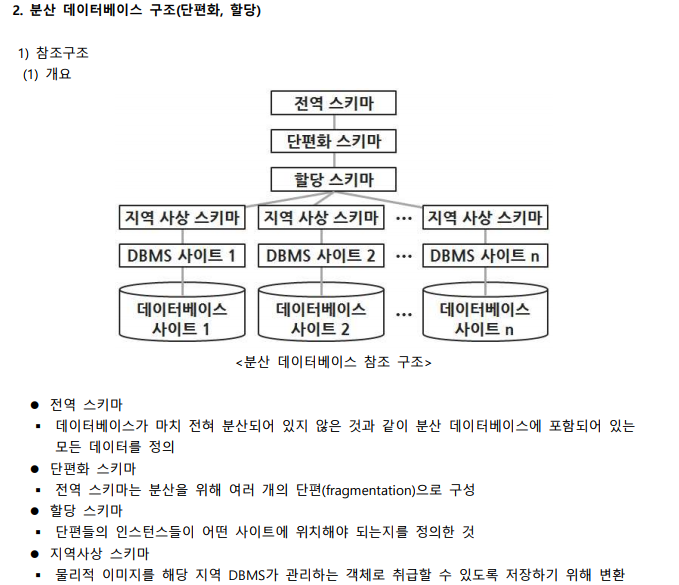 2. 분산 데이터베이스 구조(단편화, 할당)
1) 참조구조
(1) 개요
전역 스키마
단편화 스키마
할당 스키마
지역 사상 스키마 지역 사상 스키마 ··· 지역 사상 스키마
DBMS 사이트 1 DBMS 사이트 2 ··· DBMS 사이트 n
데이터베이스 데이터베이스 ··· 데이터베이스
사이트 1 사이트 2 사이트 n
<분산 데이터베이스 참조 구조>
● 전역 스키마
▪ 데이터베이스가 마치 전혀 분산되어 있지 않은 것과 같이 분산 데이터베이스에 포함되어 있는
모든 데이터를 정의
● 단편화 스키마
▪ 전역 스키마는 분산을 위해 여러 개의 단편(fragmentation)으로 구성
● 할당 스키마
▪ 단편들의 인스턴스들이 어떤 사이트에 위치해야 되는지를 정의한 것
● 지역사상 스키마
▪ 물리적 이미지를 해당 지역 DBMS가 관리하는 객체로 취급할 수 있도록 저장하기 위해 변환